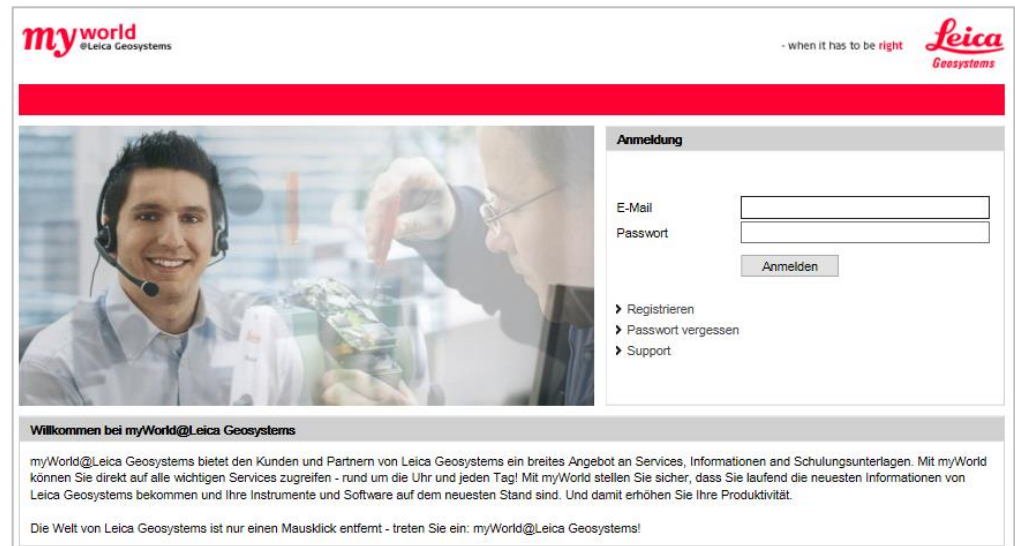 my world
@Leica Geosystems
- when it has to be right
Leica
Geosystems
Anmeldung
E-Mail
Passwort
Anmelden
Registrieren
Passwort vergessen
Support
Willkommen bei myWorld@Leica Geosystems
myWorld@Leica Geosystems bietet den Kunden und Partnern von Leica Geosystems ein breites Angebot an Services, Informationen and Schulungsunterlagen. Mit myWorld
können Sie direkt auf alle wichtigen Services zugreifen - rund um die Uhr und jeden Tag! Mit myWorld stellen Sie sicher, dass Sie laufend die neuesten Informationen von
Leica Geosystems bekommen und Ihre Instrumente und Software auf dem neuesten Stand sind. Und damit erhöhen Sie Ihre Produktivität.
Die Welt von Leica Geosystems ist nur einen Mausklick entfernt - treten Sie ein: myWorld@Leica Geosystems!